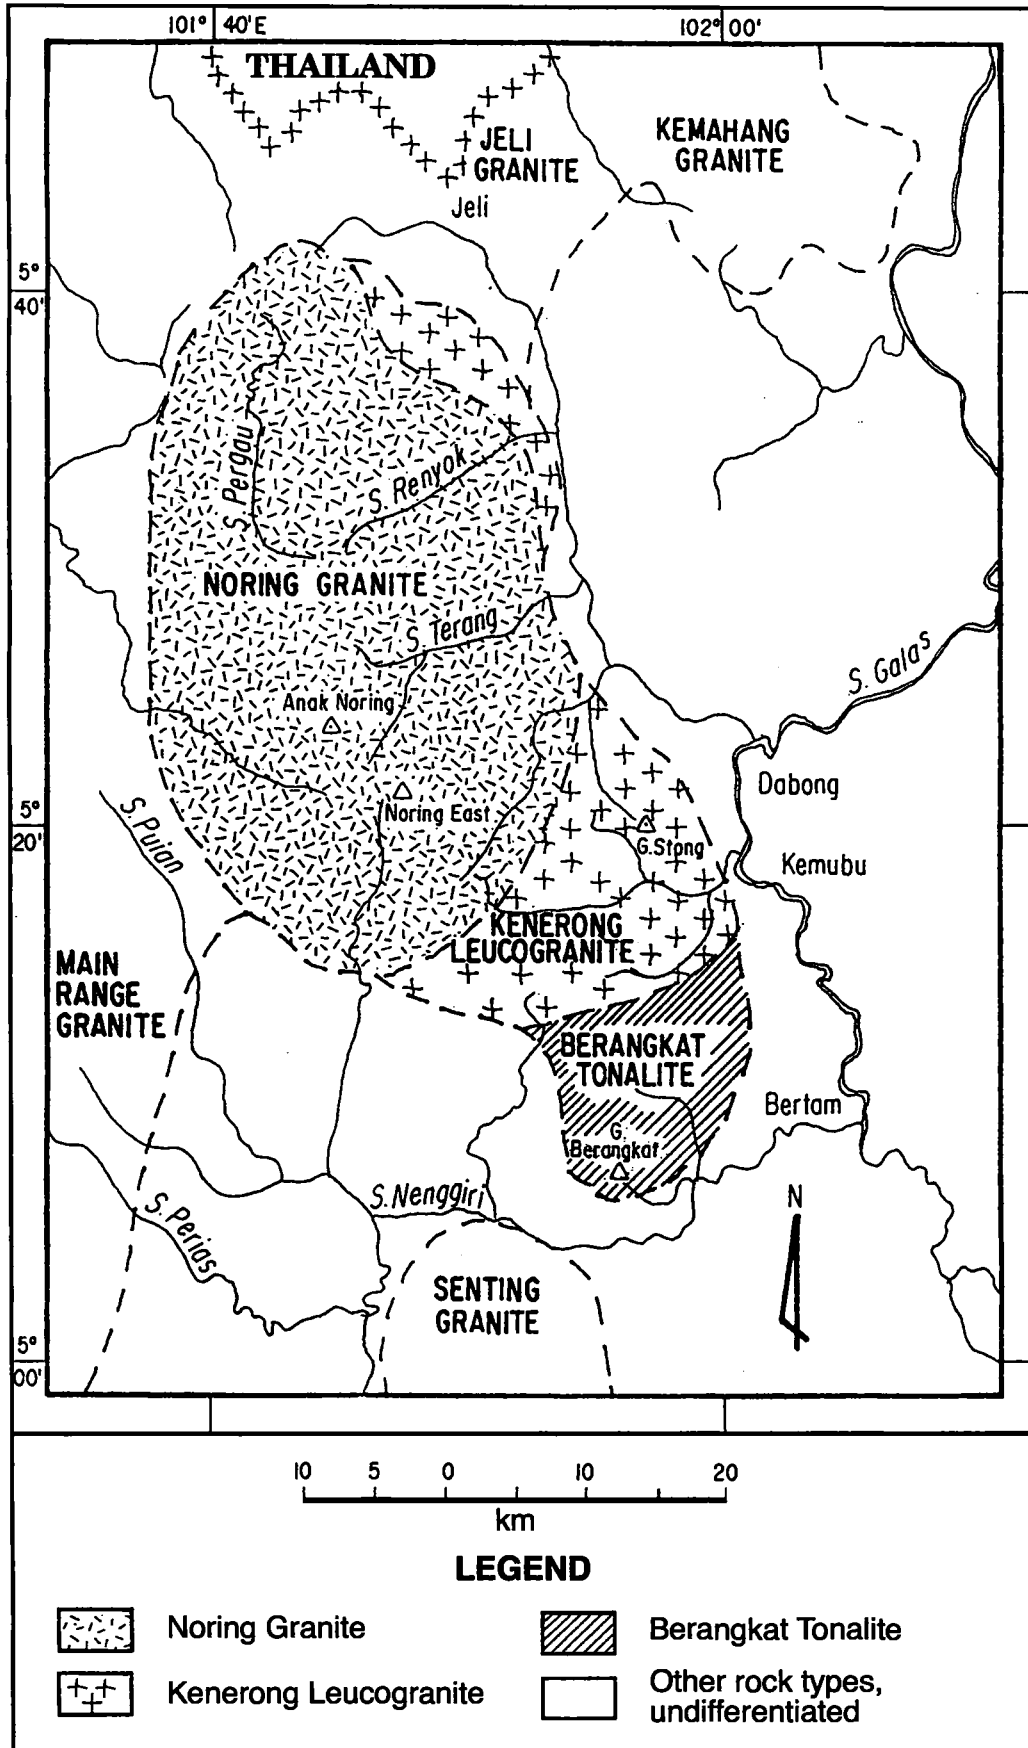 101° 40'E
102° 00'
THAILAND
JELI
GRANITE
KEMAHANG
GRANITE
Jeli
5°
40'
S. Pergau
S. Renyok
NORING GRANITE
S. Terang
S. Galas
Anak Noring
Dabong
Noring East
5°
20'
G. Stong
S. Puian
Kemubu
KENERONG
LEUCOGRANITE
MAIN
RANGE
GRANITE
BERANGKAT
TONALITE
Bertam
G.
Berangkat
N
S. Nenggiri
S. Perias
SENTING
GRANITE
5°
00'
10 5 0 10 20
km
LEGEND
Noring Granite
Berangkat Tonalite
Kenerong Leucogranite
Other rock types,
undifferentiated